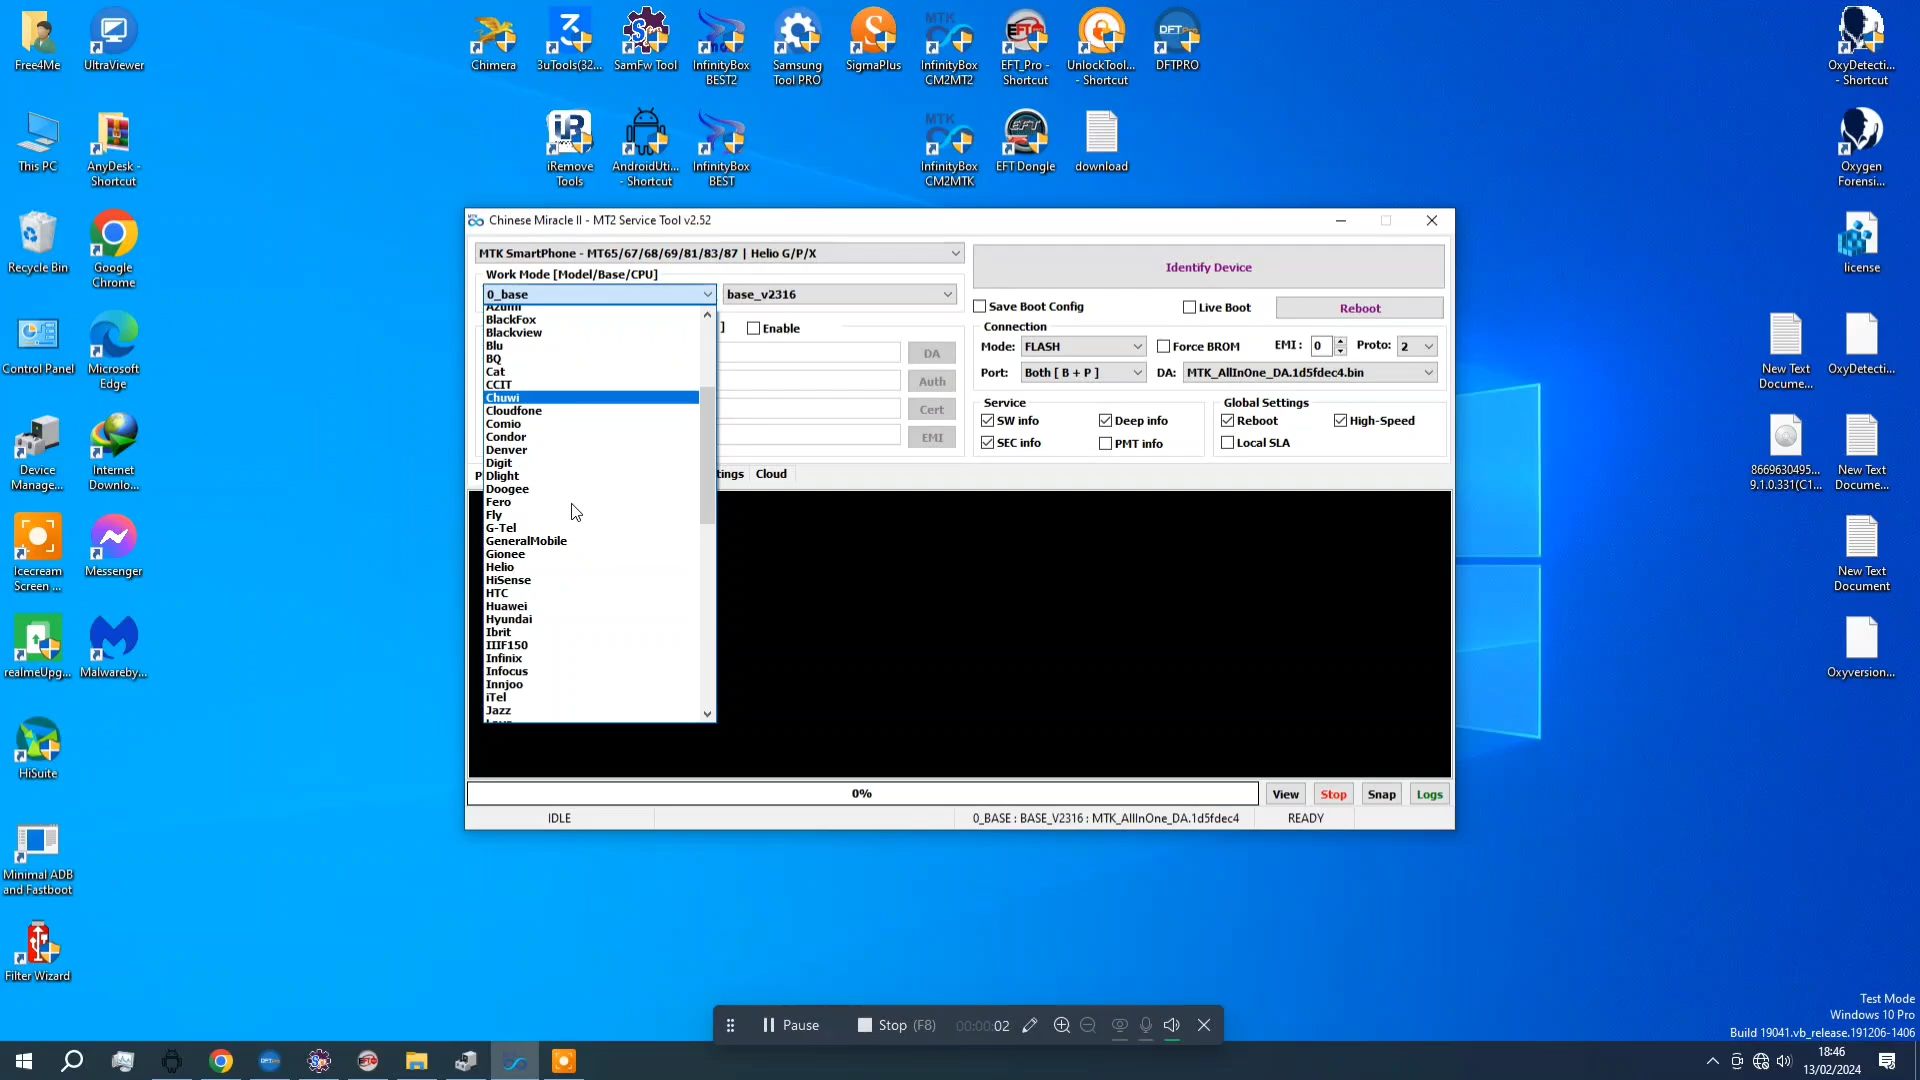 Free4Me
UltraViewer
Chimera
3uTools(32...
SamFw Tool
InfinityBox
BEST2
Samsung
Tool PRO
SigmaPlus
InfinityBox
CM2MT2
EFT_Pro -
Shortcut
UnlockTool...
- Shortcut
DFTPRO
OxyDetecti...
- Shortcut
This PC
AnyDesk -
Shortcut
iRemove
Tools
AndroidUti...
- Shortcut
InfinityBox
BEST
InfinityBox
CM2MTK
EFT Dongle
download
Oxygen
Forensi...
Recycle Bin
Google
Chrome
license
Control Panel
Microsoft
Edge
New Text
Docume...
OxyDetecti...
Device
Manage...
Internet
Downlo...
8669630495...
9.1.0.331(C1...
New Text
Docume...
Icecream
Screen ...
Messenger
New Text
Document
realmeUpg...
Malwareby...
Oxyversion...
HiSuite
Minimal ADB
and Fastboot
Filter Wizard
Chinese Miracle II - MT2 Service Tool v2.52
MTK SmartPhone - MT65/67/68/69/81/83/87 | Helio G/P/X
Work Mode [Model/Base/CPU]
0_base
base_v2316
Identify Device
Save Boot Config
Live Boot
Reboot
] Enable
Connection
Mode: FLASH
Force BROM
EMI : 0
Proto: 2
Port: Both [ B + P ]
DA: MTK_AllInOne_DA.1d5fdec4.bin
DA
Auth
Cert
EMI
Service
SW info
Deep info
SEC info
PMT info
Global Settings
Reboot
High-Speed
Local SLA
tings
Cloud
Azumi
BlackFox
Blackview
Blu
BQ
Cat
CCIT
Chuwi
Cloudfone
Comio
Condor
Denver
Digit
Dlight
Doogee
Fero
Fly
G-Tel
GeneralMobile
Gionee
Helio
HiSense
HTC
Huawei
Hyundai
Ibrit
IIIF150
Infinix
Infocus
Innjoo
iTel
Jazz
0%
View
Stop
Snap
Logs
IDLE
0_BASE : BASE_V2316 : MTK_AllInOne_DA.1d5fdec4
READY
Pause
Stop (F8)
00:00:02
Test Mode
Windows 10 Pro
Build 19041.vb_release.191206-1406
18:46
13/02/2024